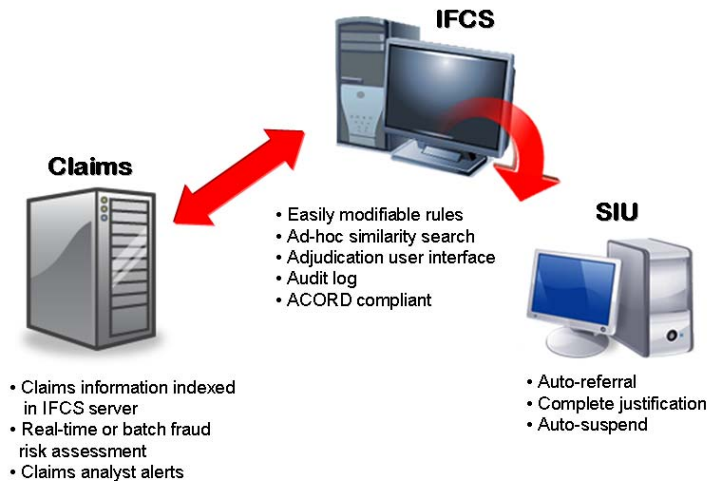 IFCS
Claims
• Easily modifiable rules
• Ad-hoc similarity search
• Adjudication user interface
• Audit log
• ACORD compliant
SIU
• Claims information indexed
in IFCS server
• Real-time or batch fraud
risk assessment
• Claims analyst alerts
• Auto-referral
• Complete justification
• Auto-suspend